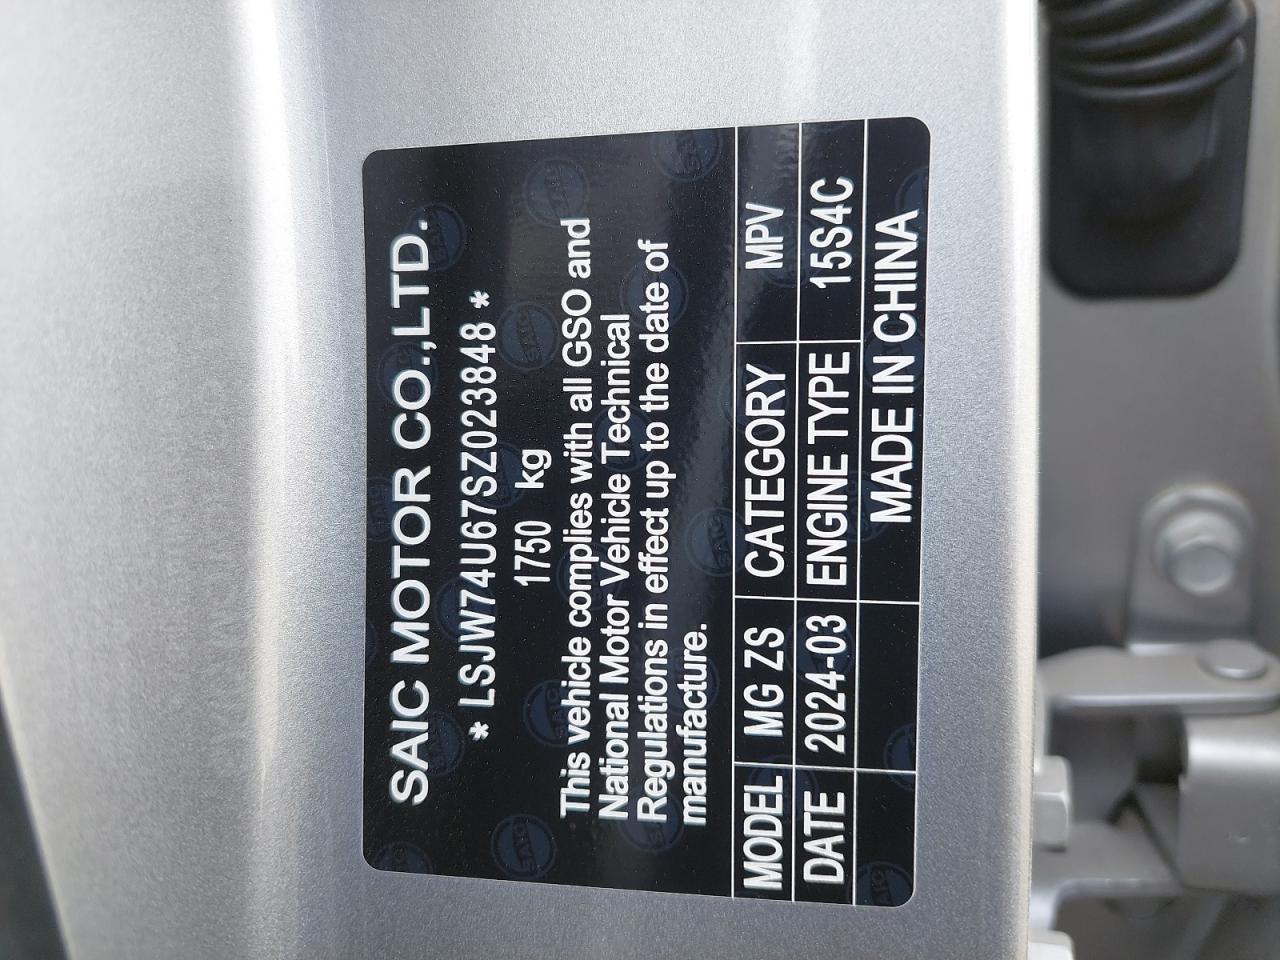 SAIC MOTOR CO.,LTD.
* LSJW74U67SZ023848 *
1750 kg
This vehicle complies with all GSO and
National Motor Vehicle Technical
Regulations in effect up to the date of
manufacture.
MODEL MG ZS CATEGORY MPV
DATE 2024-03 ENGINE TYPE 15S4C
MADE IN CHINA